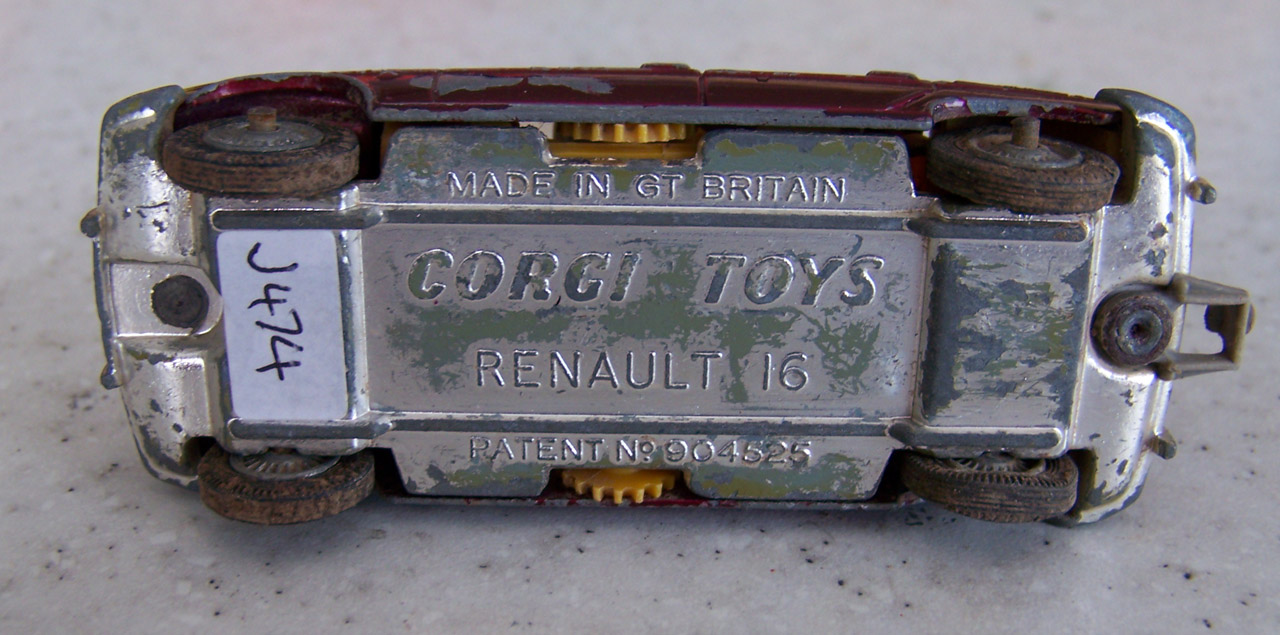 MADE IN GT BRITAIN
CORGI TOYS
RENAULT 16
PATENT Nº 904525
J474